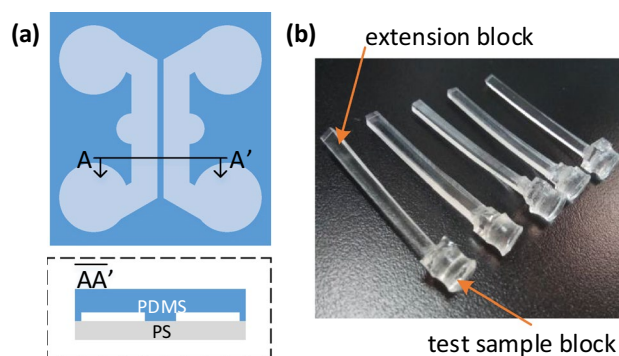 (a)
A A’
AA’
PDMS
PS
(b)
extension block
test sample block